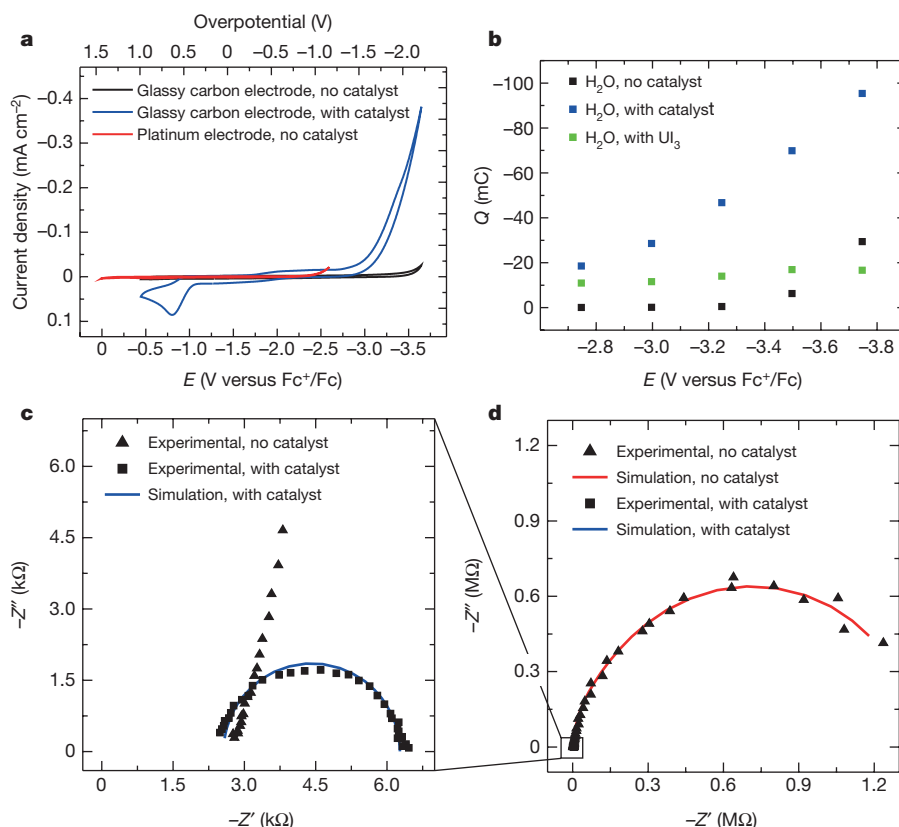 a
Overpotential (V)
1.5 1.0 0.5 0 −0.5 −1.0 −1.5 −2.0
Glassy carbon electrode, no catalyst
Glassy carbon electrode, with catalyst
Platinum electrode, no catalyst
Current density (mA cm−2)
−0.4
−0.3
−0.2
−0.1
0
0.1
0 −0.5 −1.0 −1.5 −2.0 −2.5 −3.0 −3.5
E (V versus Fc+/Fc)
b
H2O, no catalyst
H2O, with catalyst
H2O, with UI3
Q (mC)
−100
−80
−60
−40
−20
0
−2.8 −3.0 −3.2 −3.4 −3.6 −3.8
E (V versus Fc+/Fc)
c
Experimental, no catalyst
Experimental, with catalyst
Simulation, with catalyst
−Z″ (kΩ)
6.0
4.5
3.0
1.5
0
0 1.5 3.0 4.5 6.0
−Z′ (kΩ)
d
Experimental, no catalyst
Simulation, no catalyst
Experimental, with catalyst
Simulation, with catalyst
−Z″ (MΩ)
1.2
0.9
0.6
0.3
0
0 0.3 0.6 0.9 1.2
−Z′ (MΩ)